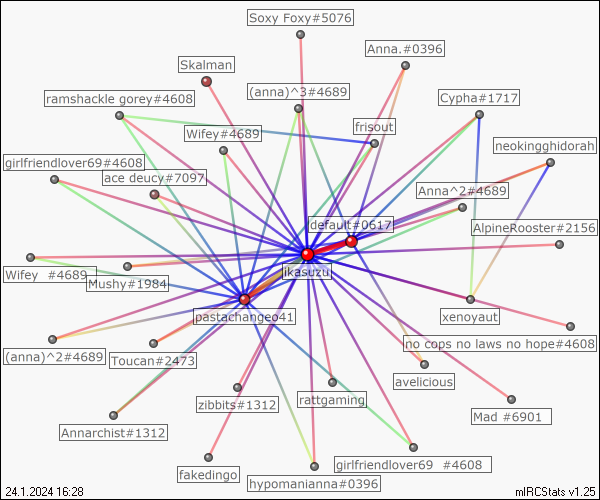 Soxy Foxy#5076
Anna.#0396
Skalman
(anna)^3#4689
ramshackle gorey#4608
Cypha#1717
frisout
Wifey#4689
neokingghidorah
girlfriendlover69#4608
ace deucy#7097
Anna^2#4689
default#0617
AlpineRooster#2156
ikasuzu
Wifey  #4689
Mushy#1984
pastachangeo41
xenoyaut
no cops no laws no hope#4608
(anna)^2#4689
Toucan#2473
avelicious
rattgaming
zibbits#1312
Mad #6901
Annarchist#1312
girlfriendlover69  #4608
fakedingo
hypomanianna#0396
24.1.2024 16:28
mIRCStats v1.25